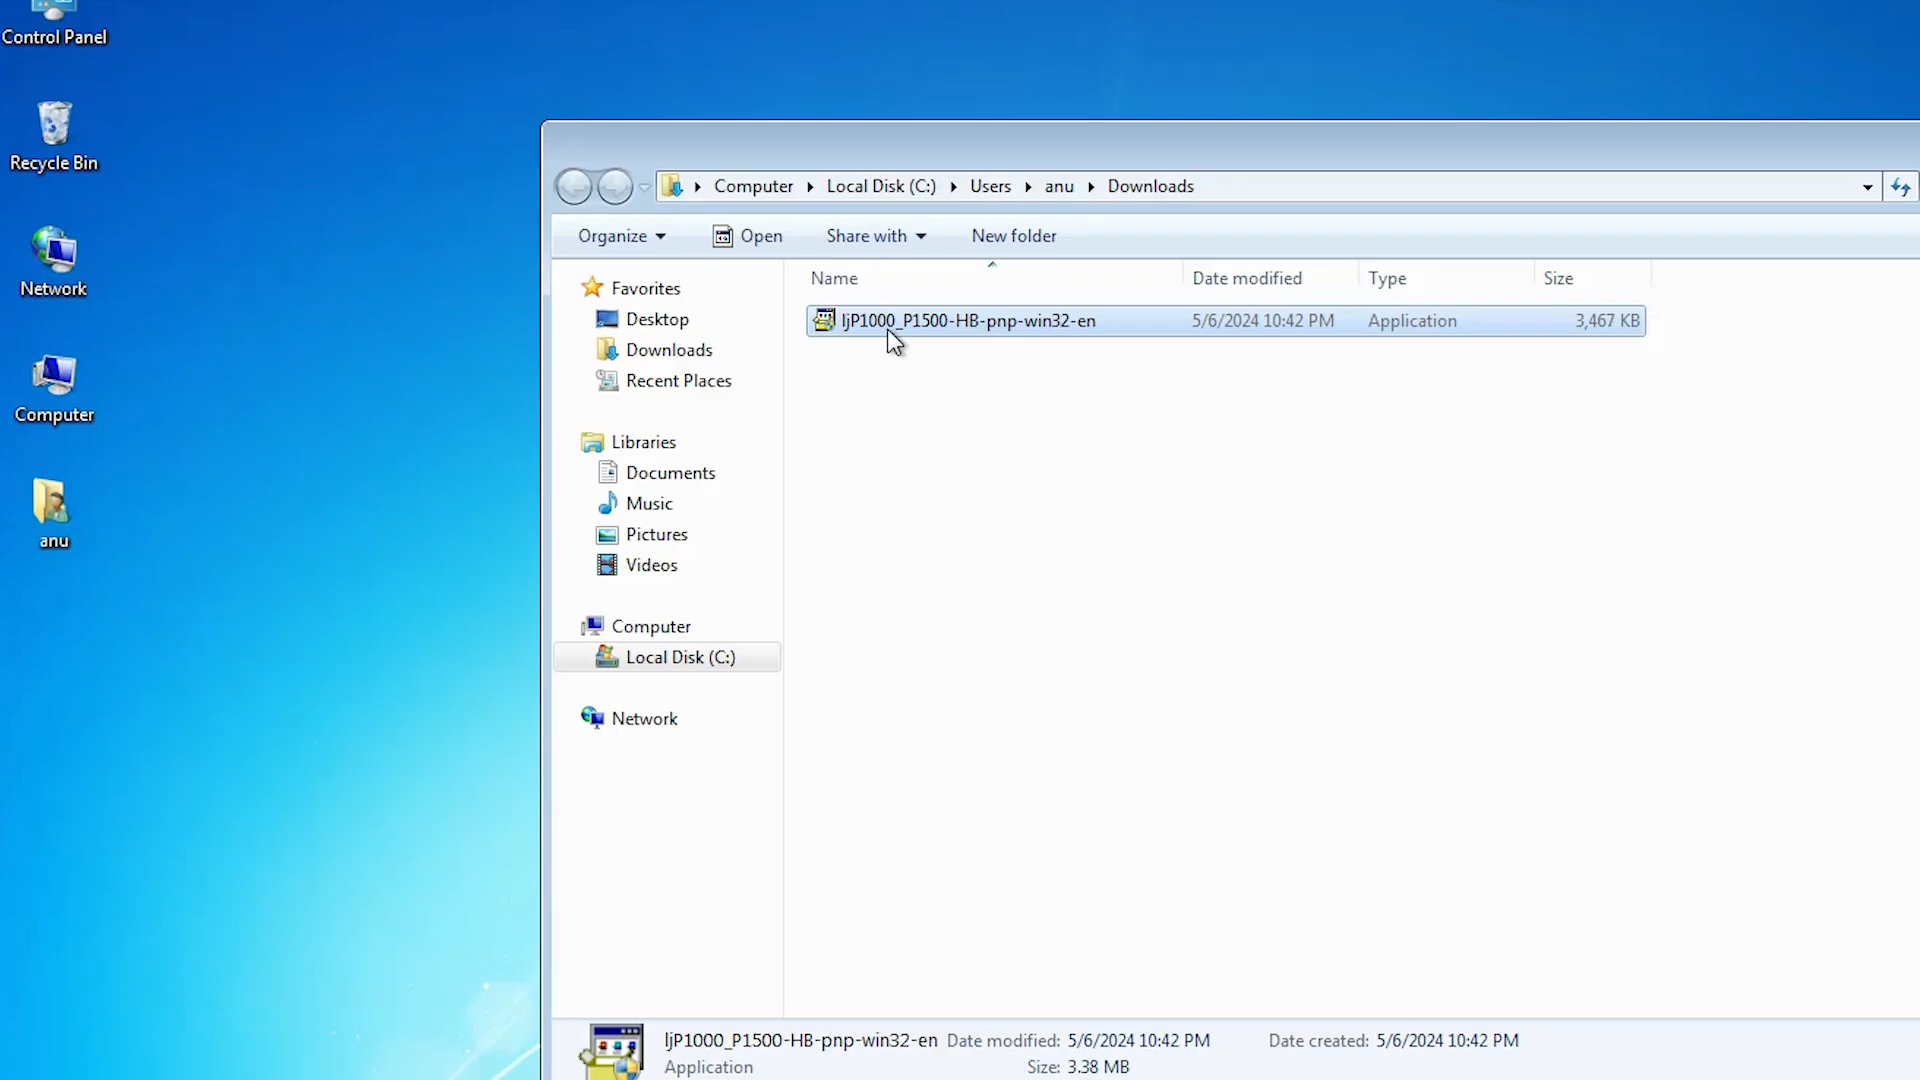 Control Panel
Recycle Bin
Network
Computer
anu
Computer Local Disk (C:) Users anu Downloads
Organize Open Share with New folder
Name Date modified Type Size
ljP1000_P1500-HB-pnp-win32-en 5/6/2024 10:42 PM Application 3,467 KB
Favorites
Desktop
Downloads
Recent Places
Libraries
Documents
Music
Pictures
Videos
Computer
Local Disk (C:)
Network
ljP1000_P1500-HB-pnp-win32-en Date modified: 5/6/2024 10:42 PM Date created: 5/6/2024 10:42 PM
Application Size: 3.38 MB